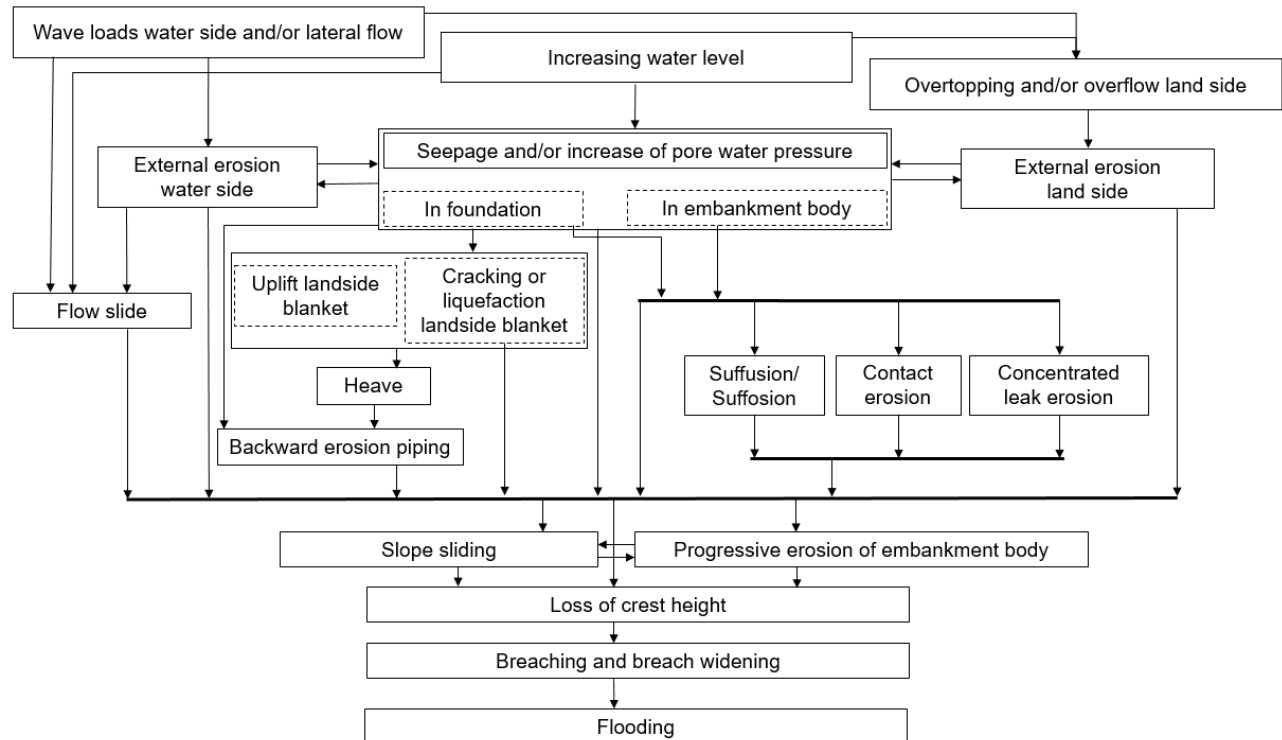 Wave loads water side and/or lateral flow
Increasing water level
Overtopping and/or overflow land side
Seepage and/or increase of pore water pressure
External erosion
water side
External erosion
land side
In foundation
In embankment body
Uplift landside
blanket
Cracking or
liquefaction
landside blanket
Flow slide
Suffusion/
Suffosion
Contact
erosion
Concentrated
leak erosion
Heave
Backward erosion piping
Slope sliding
Progressive erosion of embankment body
Loss of crest height
Breaching and breach widening
Flooding